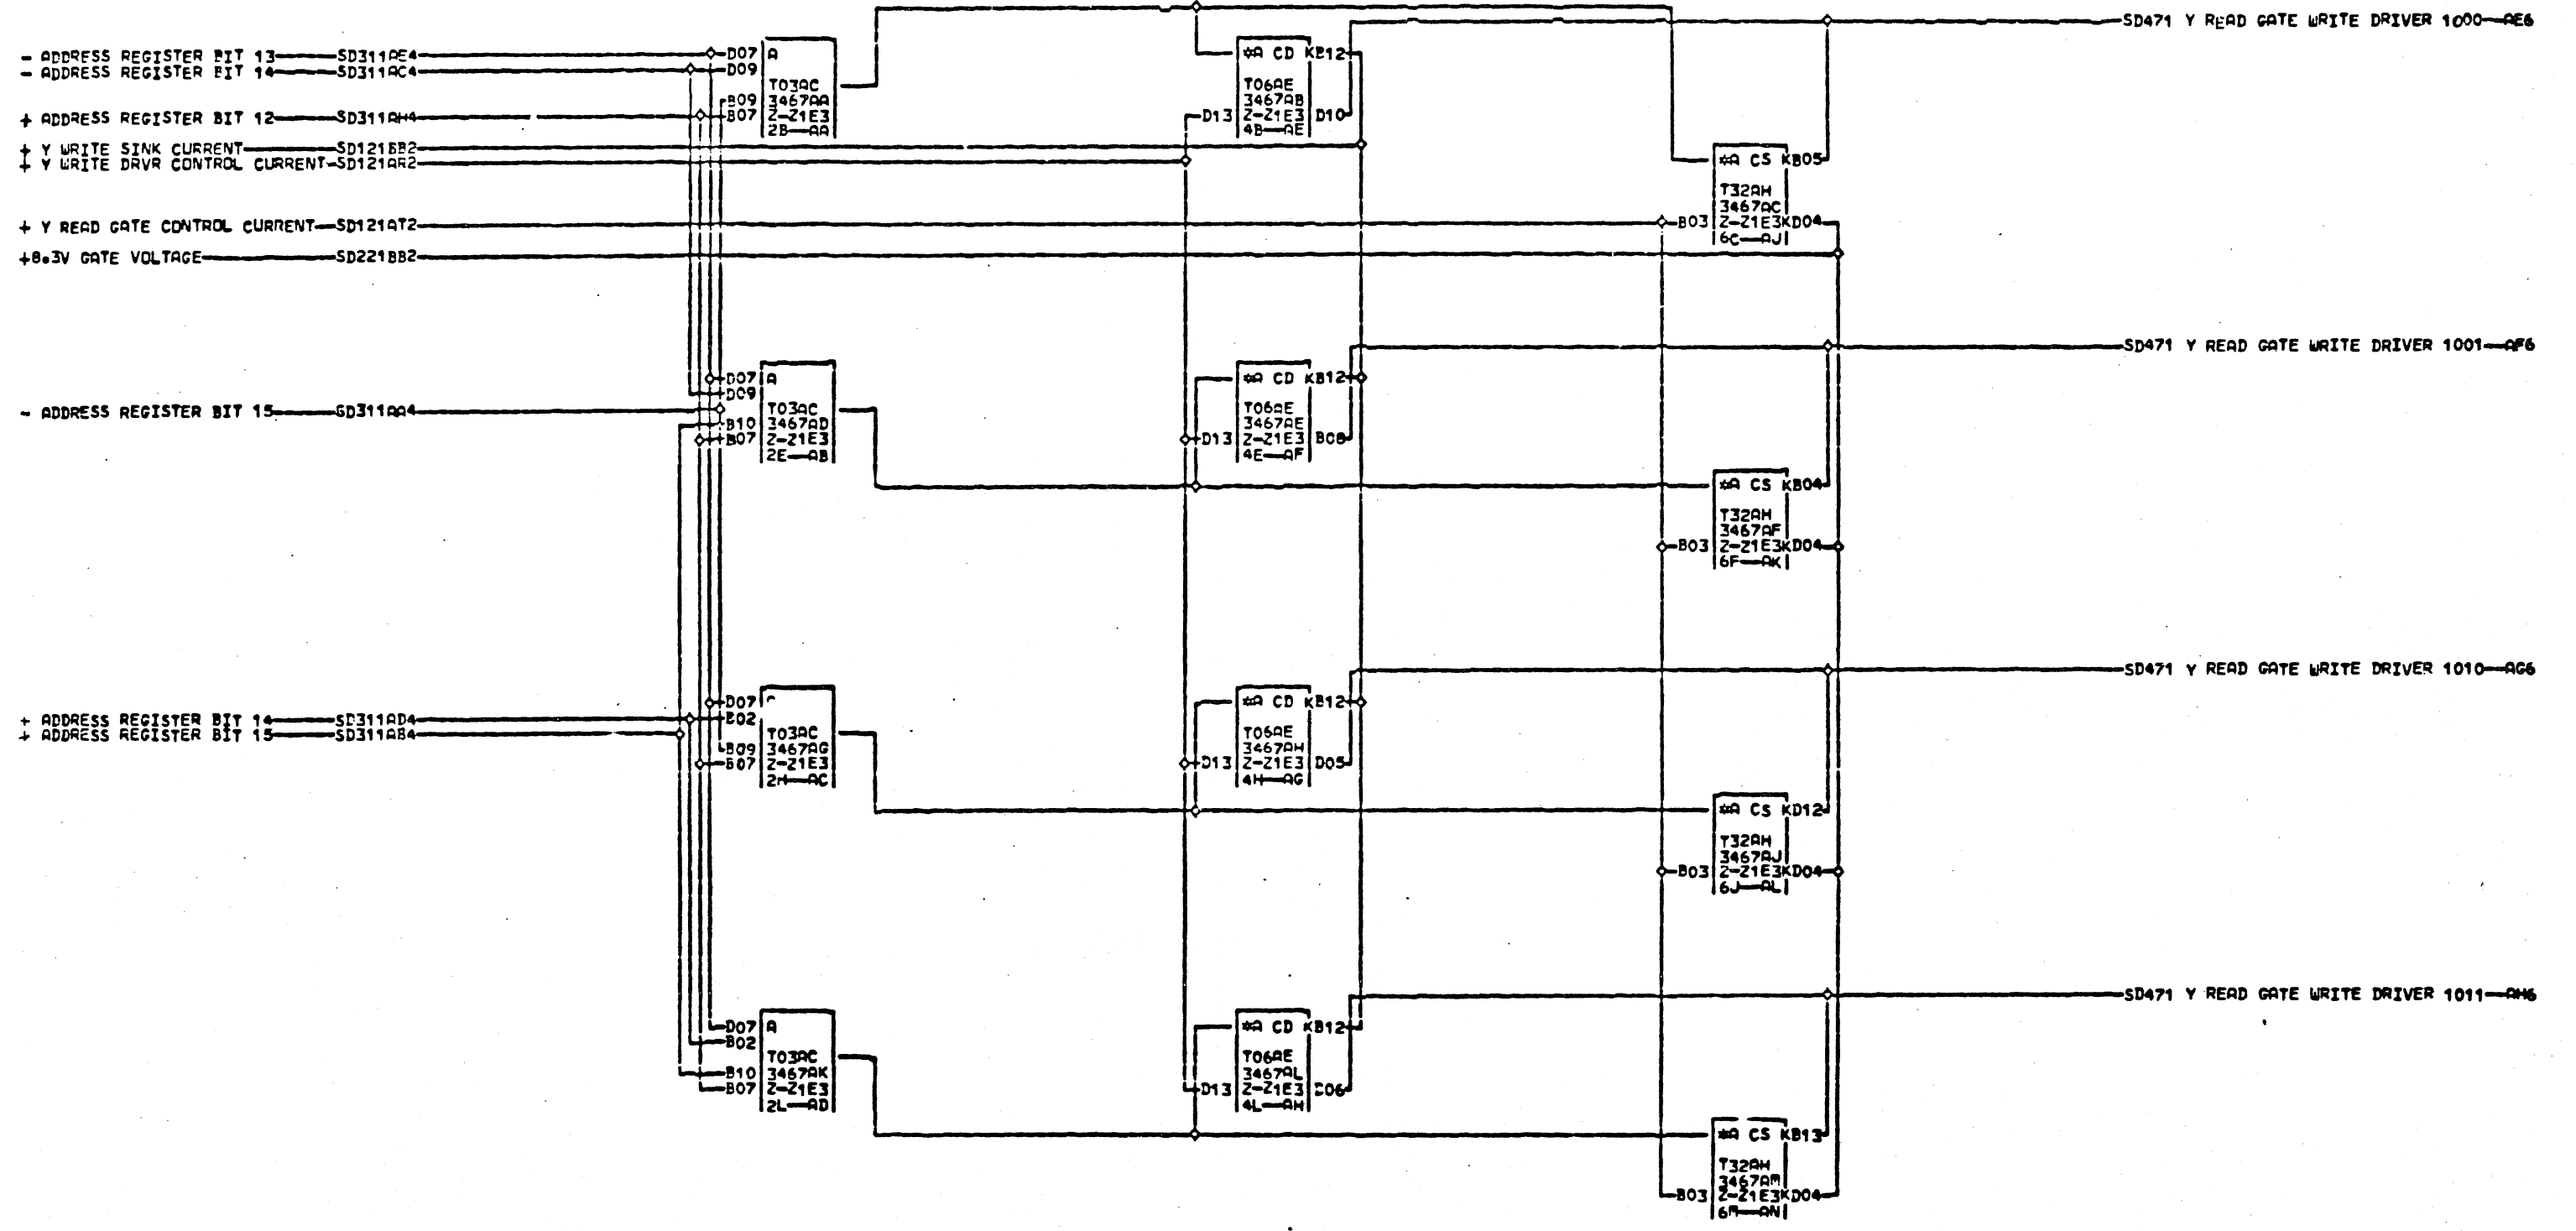 SD471 Y READ GATE WRITE DRIVER 1000 AE6
- ADDRESS REGISTER BIT 13 SD311AE4 D07 A *A CD KB12
- ADDRESS REGISTER BIT 14 SD311AC4 D09
T03AC T06AE
B09 3467AA 3467AB
+ ADDRESS REGISTER BIT 12 SD311AH4 B07 Z-Z1E3 D13 Z-Z1E3 D10
2B AA 4B AE
+ Y WRITE SINK CURRENT SD121BB2
+ Y WRITE DRVR CONTROL CURRENT SD121AR2 *A CS KB05
T32AH
3467AC
+ Y READ GATE CONTROL CURRENT SD121AT2 B03 Z-Z1E3KD04
6C AJ
+8.3V GATE VOLTAGE SD221BB2
SD471 Y READ GATE WRITE DRIVER 1001 AF6
D07 A *A CD KB12
D09
- ADDRESS REGISTER BIT 15 SD311AA4 T03AC T06AE
B10 3467AD 3467AE
B07 Z-Z1E3 D13 Z-Z1E3 B08
2E AB 4E AF
*A CS KB04
T32AH
3467AF
B03 Z-Z1E3KD04
6F AK
SD471 Y READ GATE WRITE DRIVER 1010 AG6
D07 *A CD KB12
+ ADDRESS REGISTER BIT 14 SD311AD4 B02
+ ADDRESS REGISTER BIT 15 SD311AB4 T03AC T06AE
B09 3467AG 3467AH
B07 Z-Z1E3 D13 Z-Z1E3 D05
2H AC 4H AG
*A CS KD12
T32AH
3467AJ
B03 Z-Z1E3KD04
6J AL
SD471 Y READ GATE WRITE DRIVER 1011 AH6
D07 A *A CD KB12
B02
T03AC T06AE
B10 3467AK 3467AL
B07 Z-Z1E3 D13 Z-Z1E3 D06
2L AD 4L AH
*A CS KB13
T32AH
3467AM
B03 Z-Z1E3KD04
6M AN